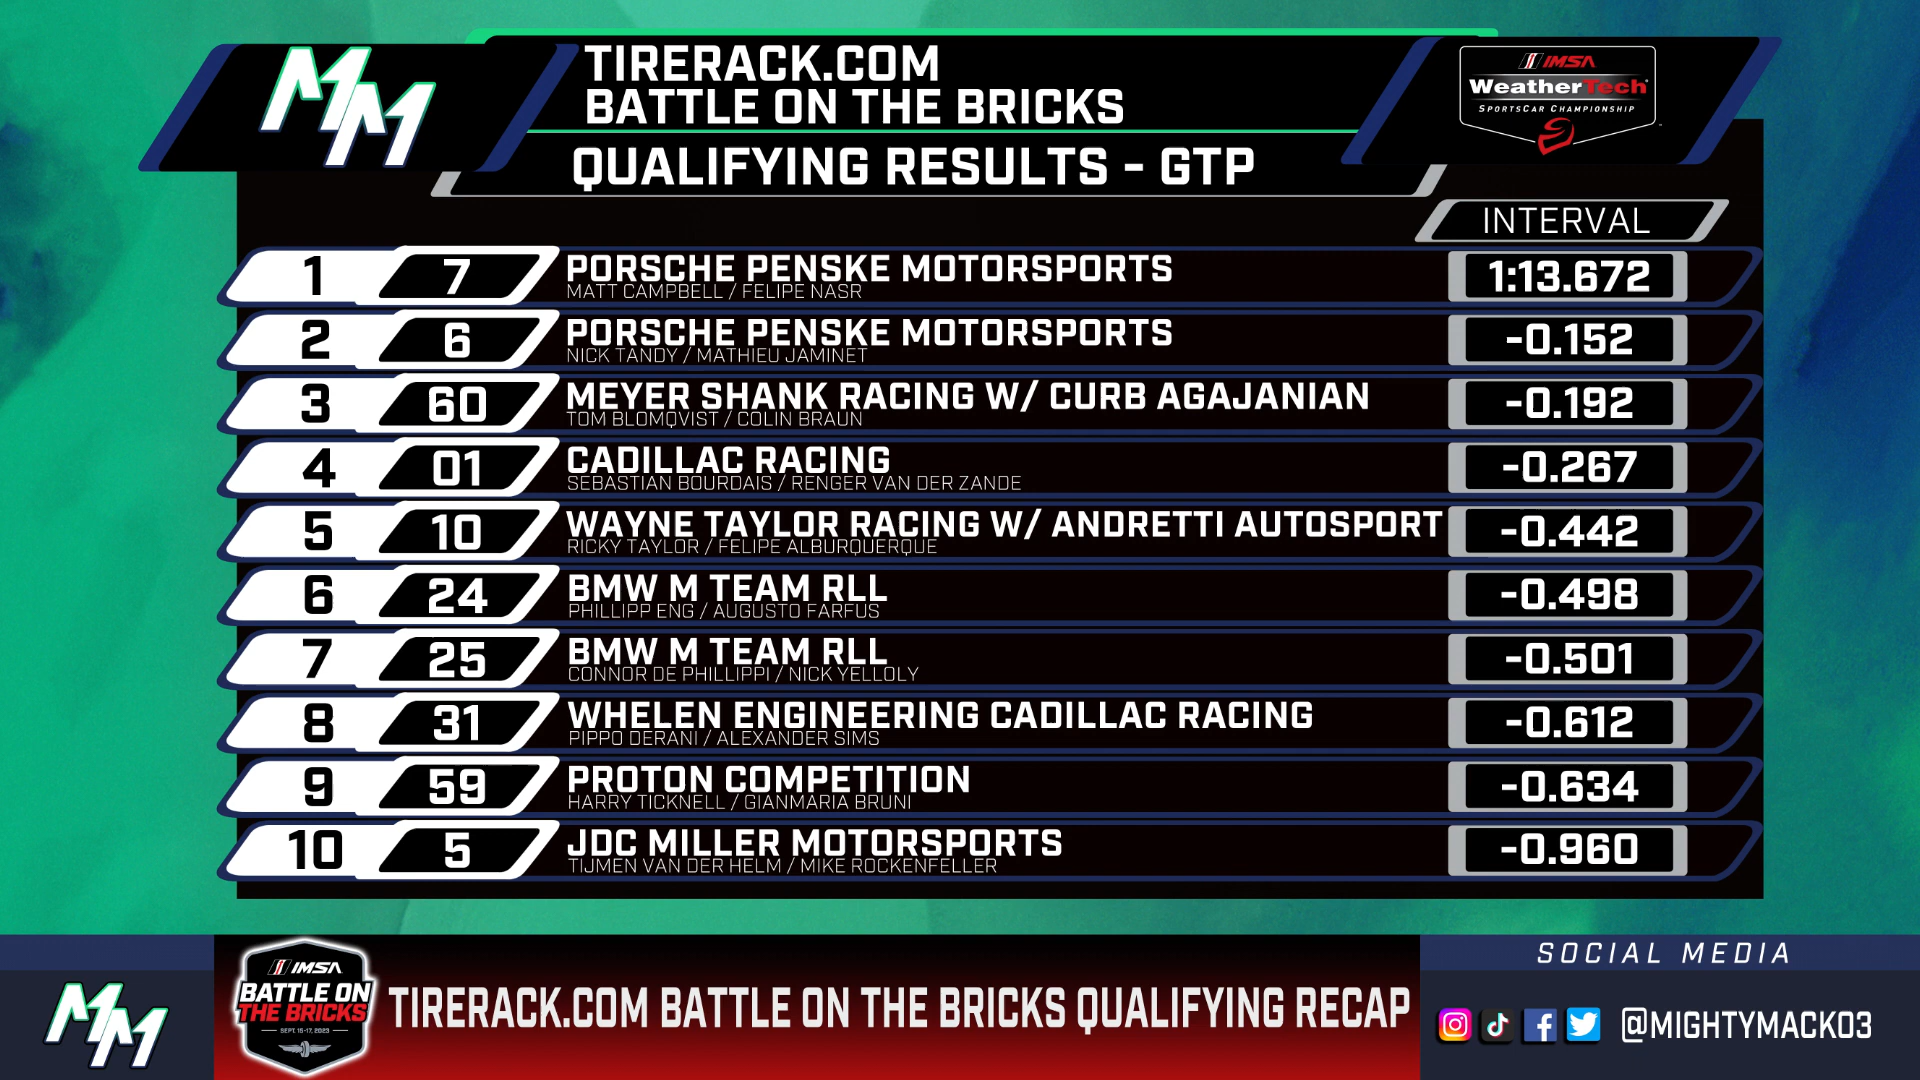 MM
TIRERACK.COM
BATTLE ON THE BRICKS
QUALIFYING RESULTS - GTP
IMSA
WeatherTech
SPORTSCAR CHAMPIONSHIP
INTERVAL
1 7 PORSCHE PENSKE MOTORSPORTS 1:13.672
MATT CAMPBELL / FELIPE NASR
2 6 PORSCHE PENSKE MOTORSPORTS -0.152
NICK TANDY / MATHIEU JAMINET
3 60 MEYER SHANK RACING W/ CURB AGAJANIAN -0.192
TOM BLOMQVIST / COLIN BRAUN
4 01 CADILLAC RACING -0.267
SEBASTIAN BOURDAIS / RENGER VAN DER ZANDE
5 10 WAYNE TAYLOR RACING W/ ANDRETTI AUTOSPORT -0.442
RICKY TAYLOR / FELIPE ALBURQUERQUE
6 24 BMW M TEAM RLL -0.498
PHILLIPP ENG / AUGUSTO FARFUS
7 25 BMW M TEAM RLL -0.501
CONNOR DE PHILLIPPI / NICK YELLOLY
8 31 WHELEN ENGINEERING CADILLAC RACING -0.612
PIPPO DERANI / ALEXANDER SIMS
9 59 PROTON COMPETITION -0.634
HARRY TICKNELL / GIANMARIA BRUNI
10 5 JDC MILLER MOTORSPORTS -0.960
TIJMEN VAN DER HELM / MIKE ROCKENFELLER
MM
IMSA
BATTLE ON
THE BRICKS
SEPT. 15-17, 2023
TIRERACK.COM BATTLE ON THE BRICKS QUALIFYING RECAP
SOCIAL MEDIA
@MIGHTYMACK03